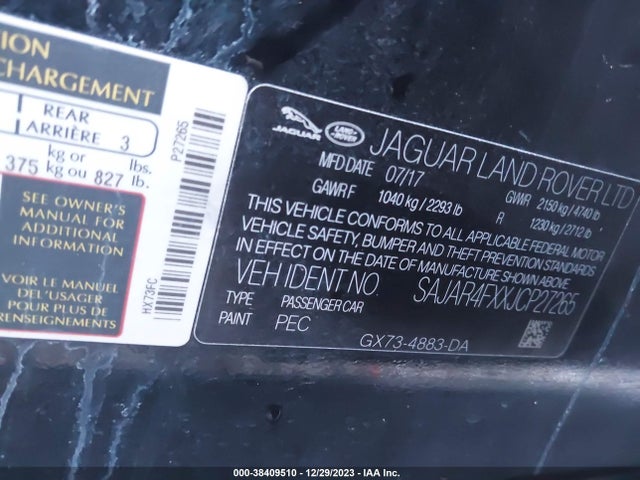 TION
CHARGEMENT
REAR
ARRIÈRE 3
kg or lbs.
375 kg ou 827 lb.
SEE OWNER'S
MANUAL FOR
ADDITIONAL
INFORMATION
VOIR LE MANUEL
DE L'USAGER
POUR PLUS DE
RENSEIGNEMENTS
HX73FC
P27265
JAGUAR
LAND ROVER
JAGUAR LAND ROVER LTD
MFD DATE 07/17
GAWR F 1040 kg / 2293 lb
GWR 2150 kg / 4740 lb
R 1230 kg / 2712 lb
THIS VEHICLE CONFORMS TO ALL APPLICABLE FEDERAL MOTOR
VEHICLE SAFETY, BUMPER AND THEFT PREVENTION STANDARDS
IN EFFECT ON THE DATE OF MANUFACTURE SHOWN ABOVE
VEH IDENT NO. SAJAR4FXXJCP27265
TYPE PASSENGER CAR
PAINT PEC
GX73-4883-DA
000-38409510 - 12/29/2023 - IAA Inc.